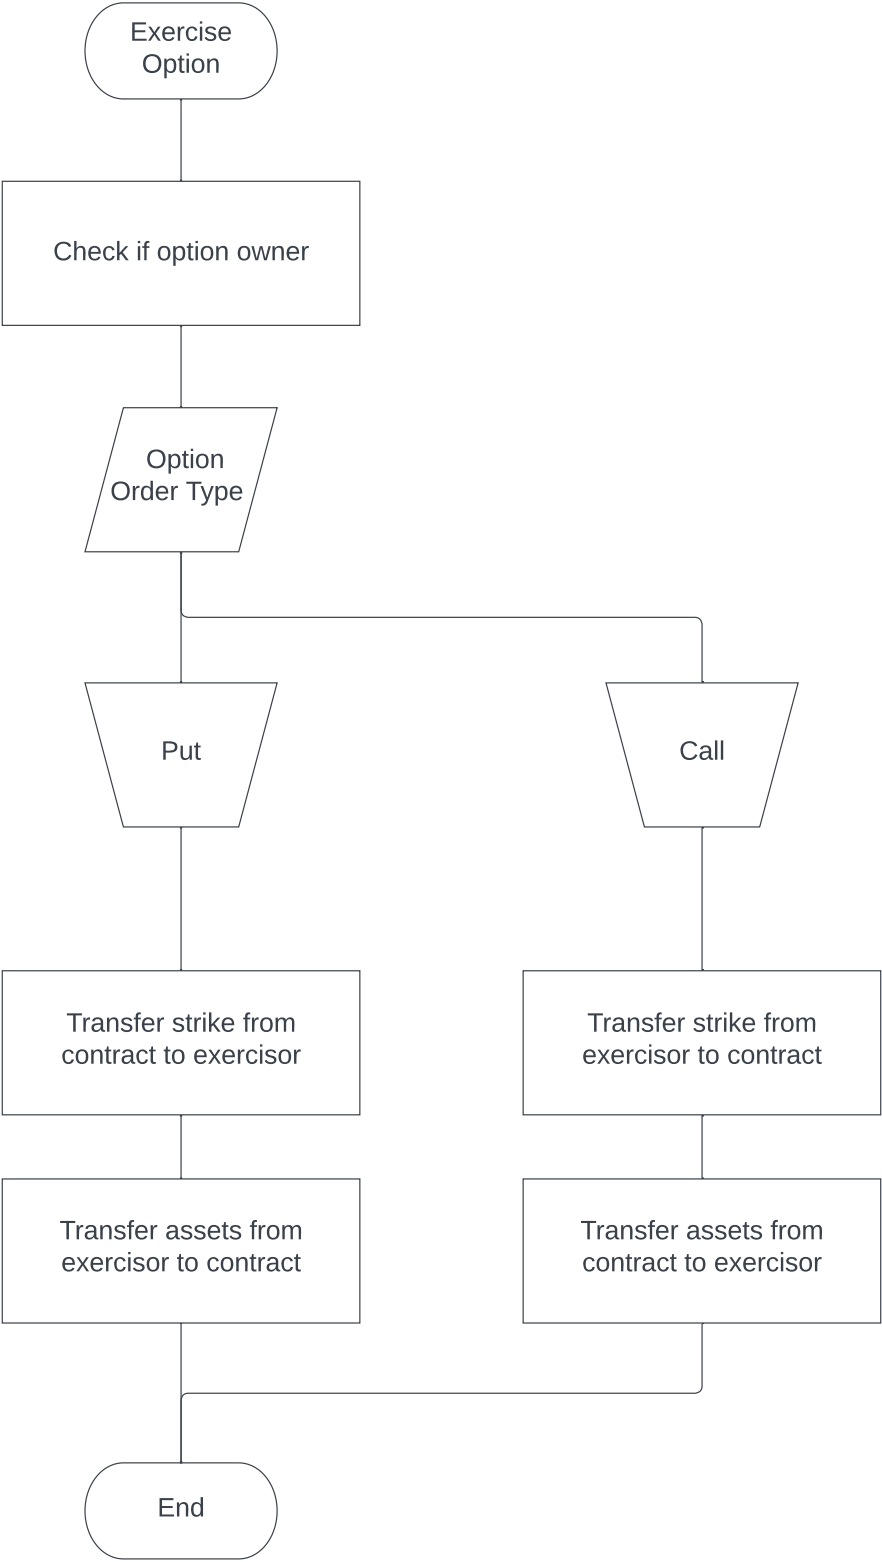 Exercise
Option
Check if option owner
Option
Order Type
Put
Call
Transfer strike from
contract to exercisor
Transfer strike from
exercisor to contract
Transfer assets from
exercisor to contract
Transfer assets from
contract to exercisor
End